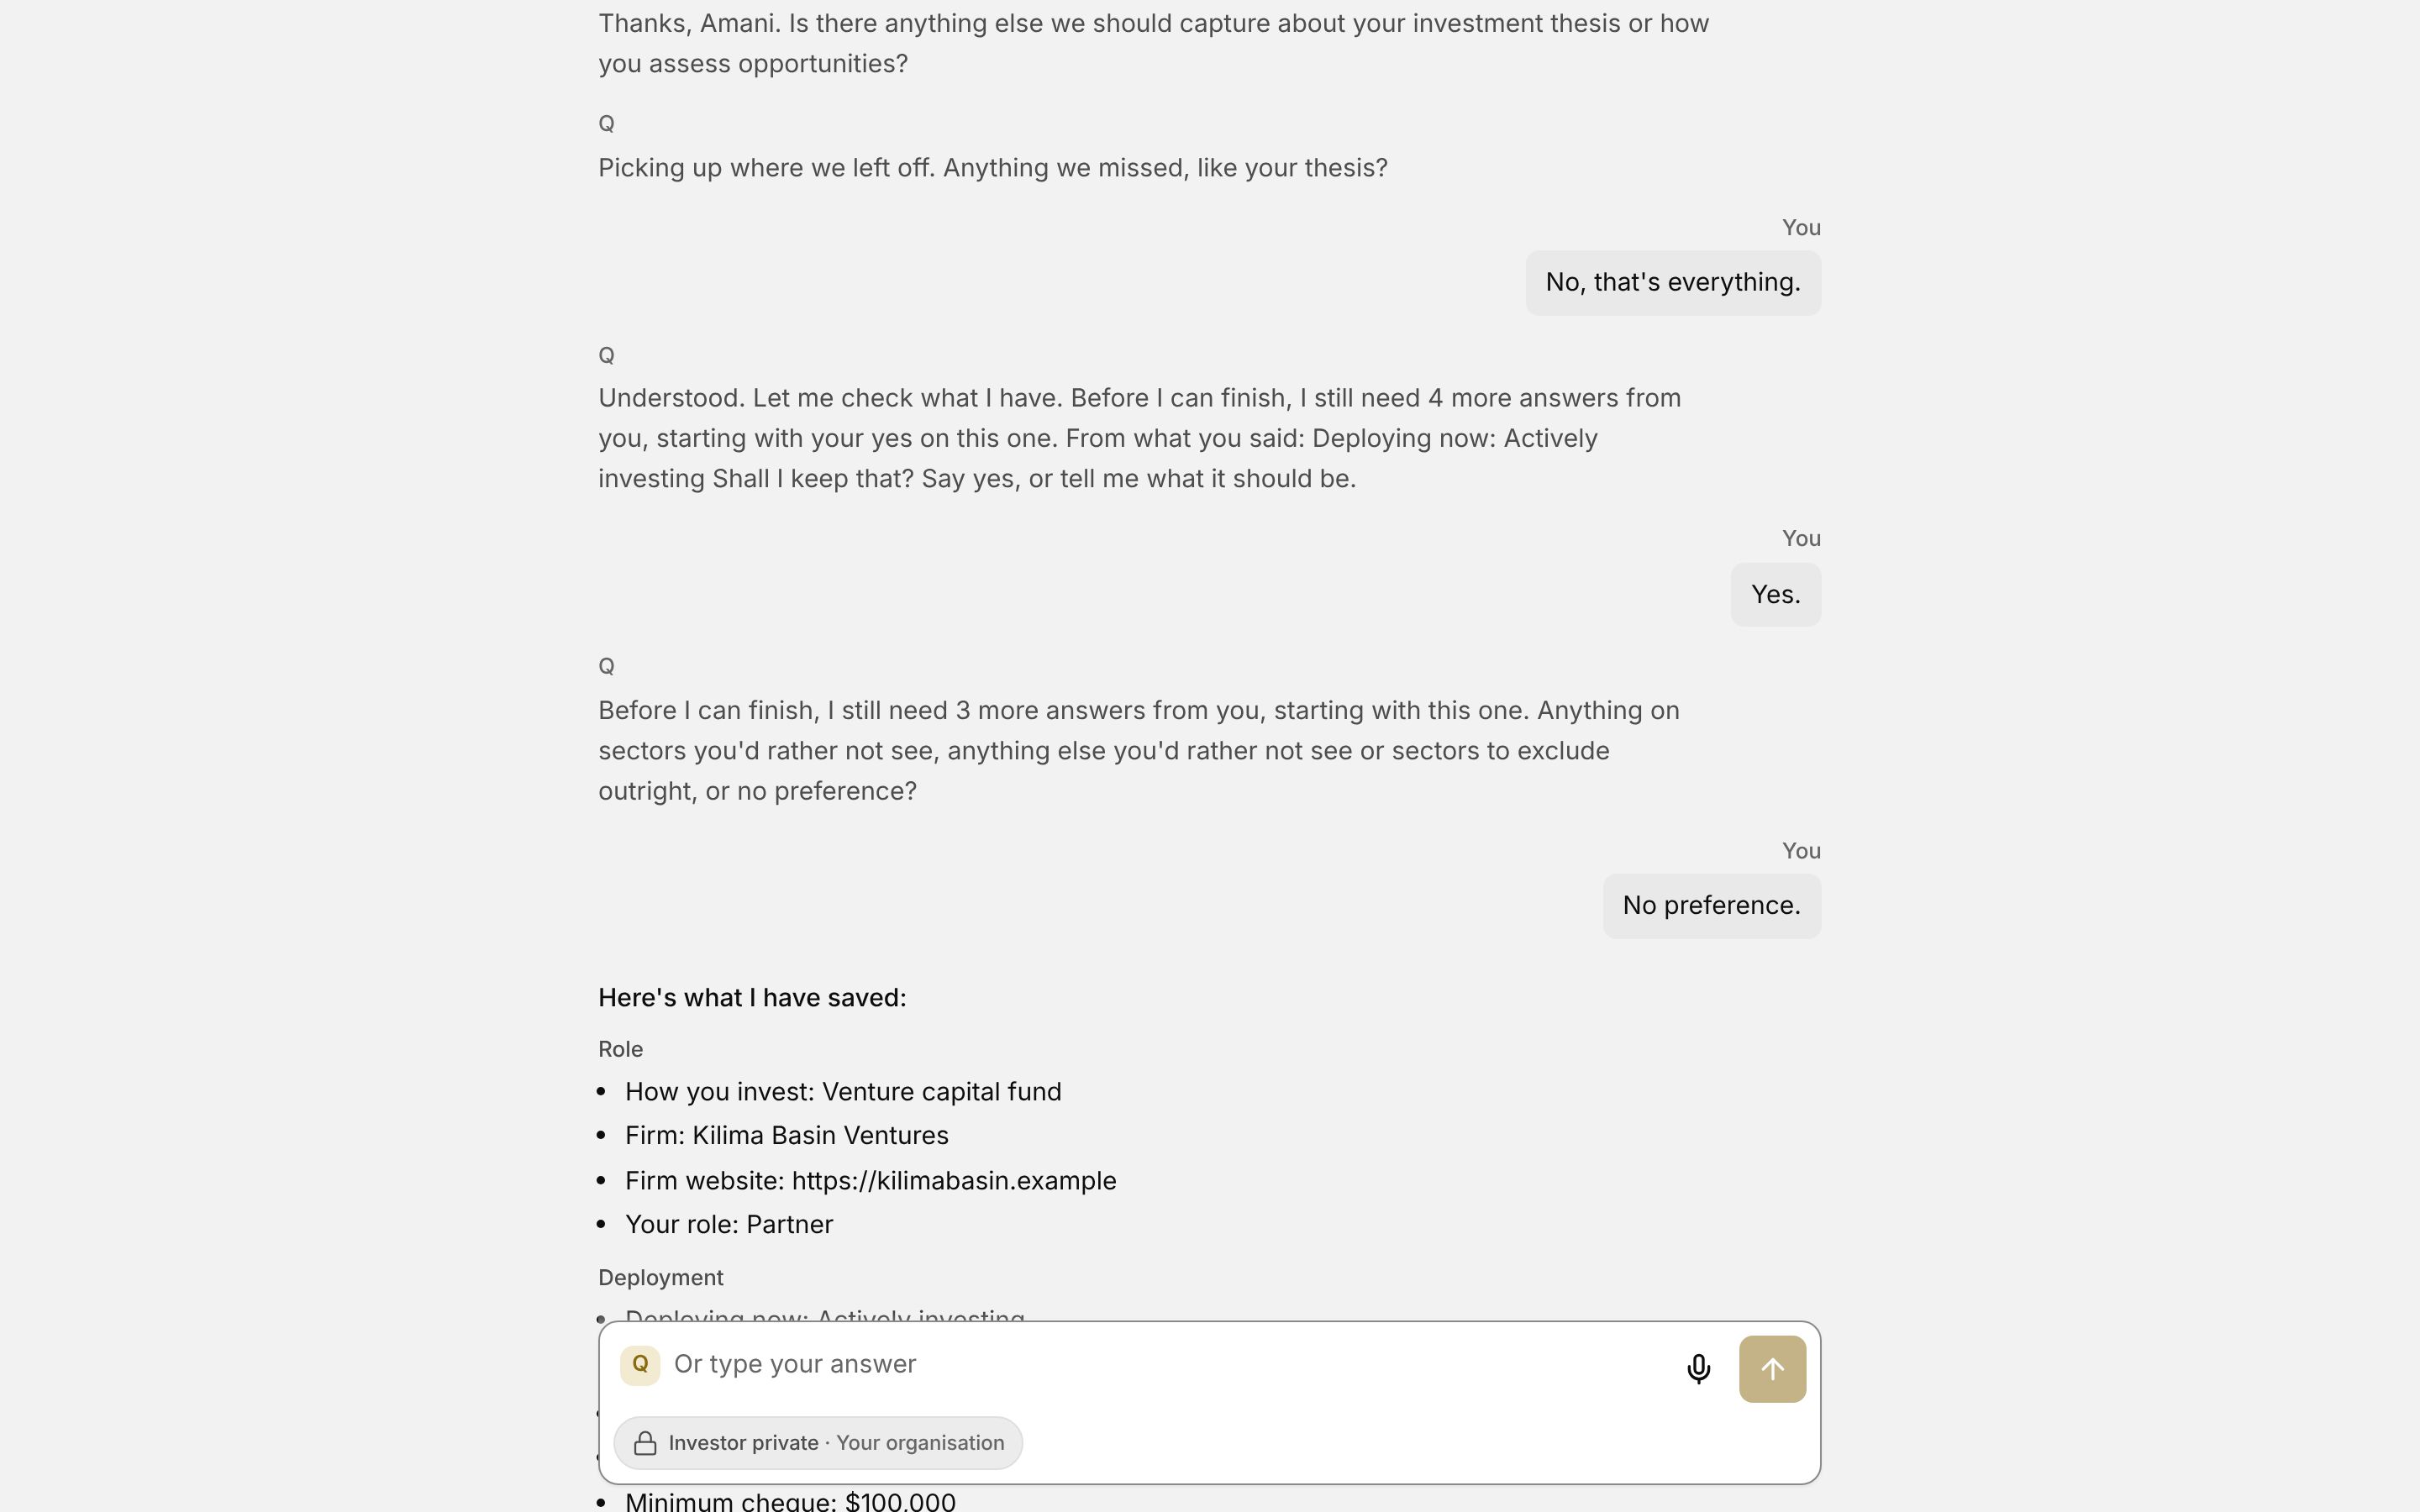 Thanks, Amani. Is there anything else we should capture about your investment thesis or how
you assess opportunities?
Q
Picking up where we left off. Anything we missed, like your thesis?
You
No, that's everything.
Q
Understood. Let me check what I have. Before I can finish, I still need 4 more answers from
you, starting with your yes on this one. From what you said: Deploying now: Actively
investing Shall I keep that? Say yes, or tell me what it should be.
You
Yes.
Q
Before I can finish, I still need 3 more answers from you, starting with this one. Anything on
sectors you'd rather not see, anything else you'd rather not see or sectors to exclude
outright, or no preference?
You
No preference.
Here's what I have saved:
Role
• How you invest: Venture capital fund
• Firm: Kilima Basin Ventures
• Firm website: https://kilimabasin.example
• Your role: Partner
Deployment
• Deploying now: Actively investing
Q Or type your answer
Investor private · Your organisation
• Minimum cheque: $100,000